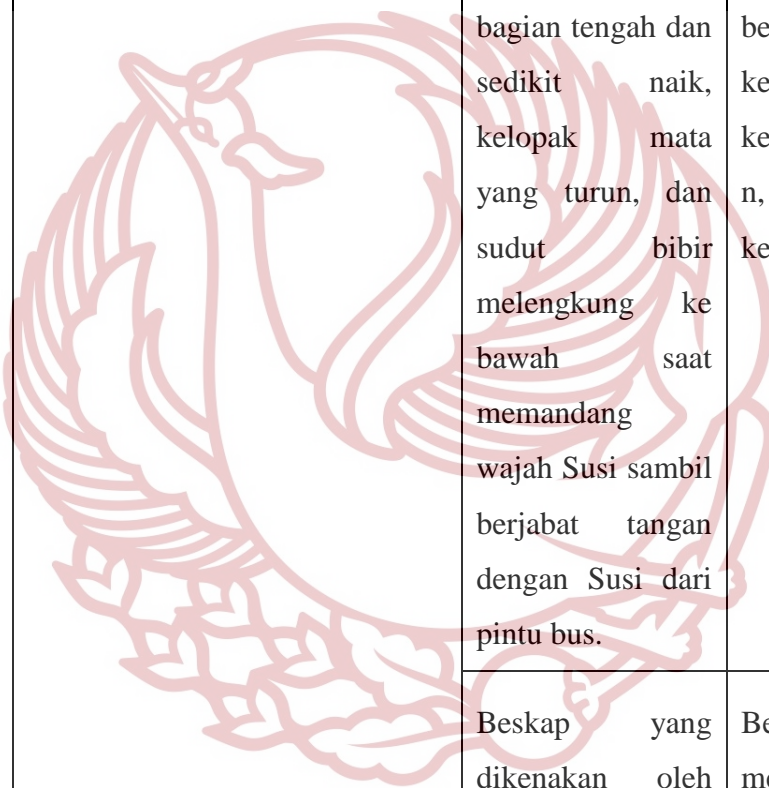 bagian tengah dan
sedikit naik,
kelopak mata
yang turun, dan
sudut bibir
melengkung ke
bawah saat
memandang
wajah Susi sambil
berjabat tangan
dengan Susi dari
pintu bus.
Beskap yang
dikenakan oleh
n,